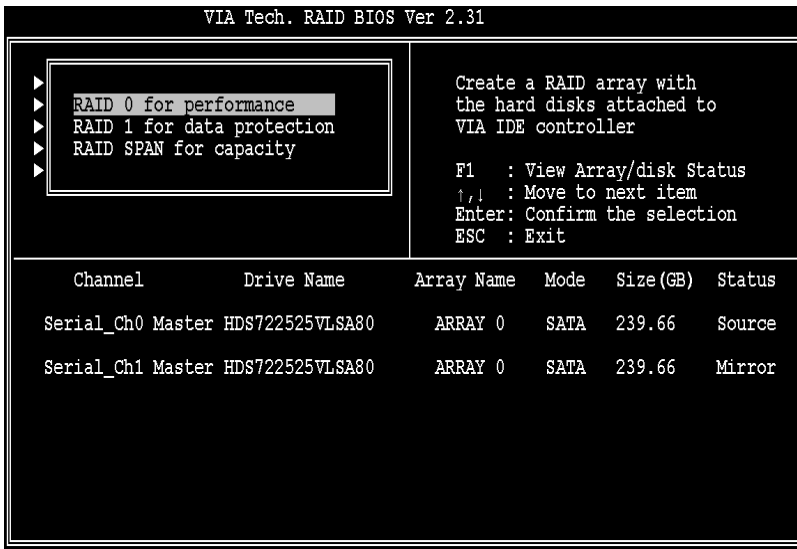 VIA Tech. RAID BIOS Ver 2.31
RAID 0 for performance
RAID 1 for data protection
RAID SPAN for capacity
Create a RAID array with
the hard disks attached to
VIA IDE controller
F1 : View Array/disk Status
↑,↓ : Move to next item
Enter: Confirm the selection
ESC : Exit
Channel Drive Name Array Name Mode Size(GB) Status
Serial_Ch0 Master HDS722525VLSA80 ARRAY 0 SATA 239.66 Source
Serial_Ch1 Master HDS722525VLSA80 ARRAY 0 SATA 239.66 Mirror